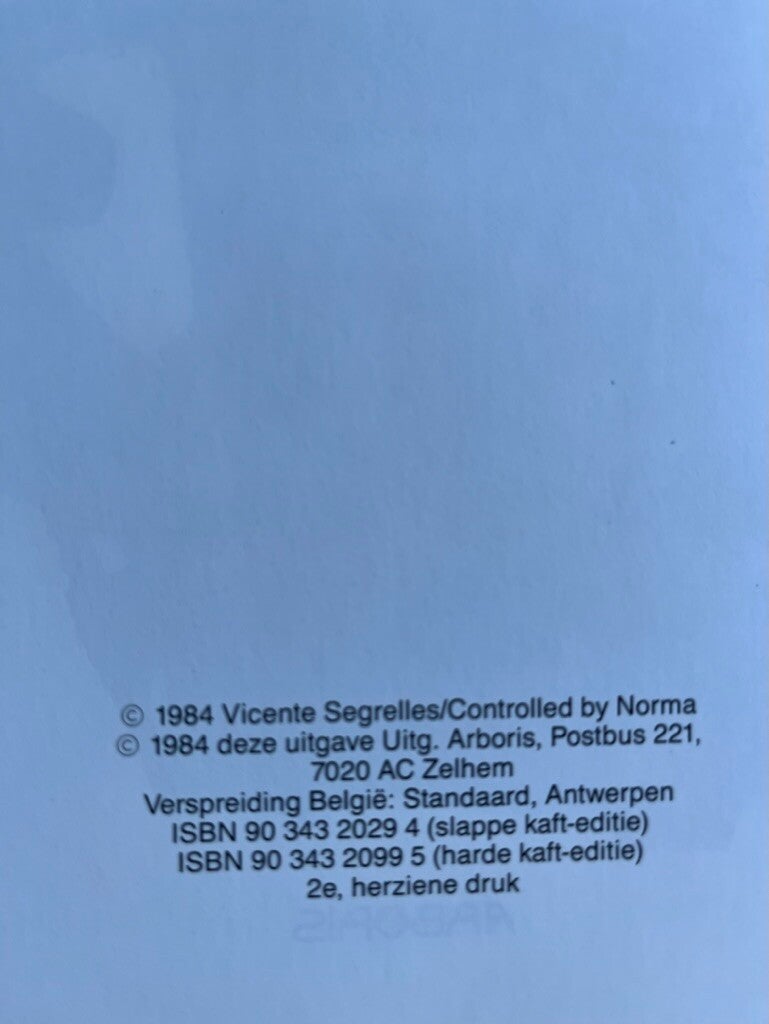 © 1984 Vicente Segrelles/Controlled by Norma
© 1984 deze uitgave Uitg. Arboris, Postbus 221,
7020 AC Zelhem
Verspreiding België: Standaard, Antwerpen
ISBN 90 343 2029 4 (slappe kaft-editie)
ISBN 90 343 2099 5 (harde kaft-editie)
2e, herziene druk
ARBORIS